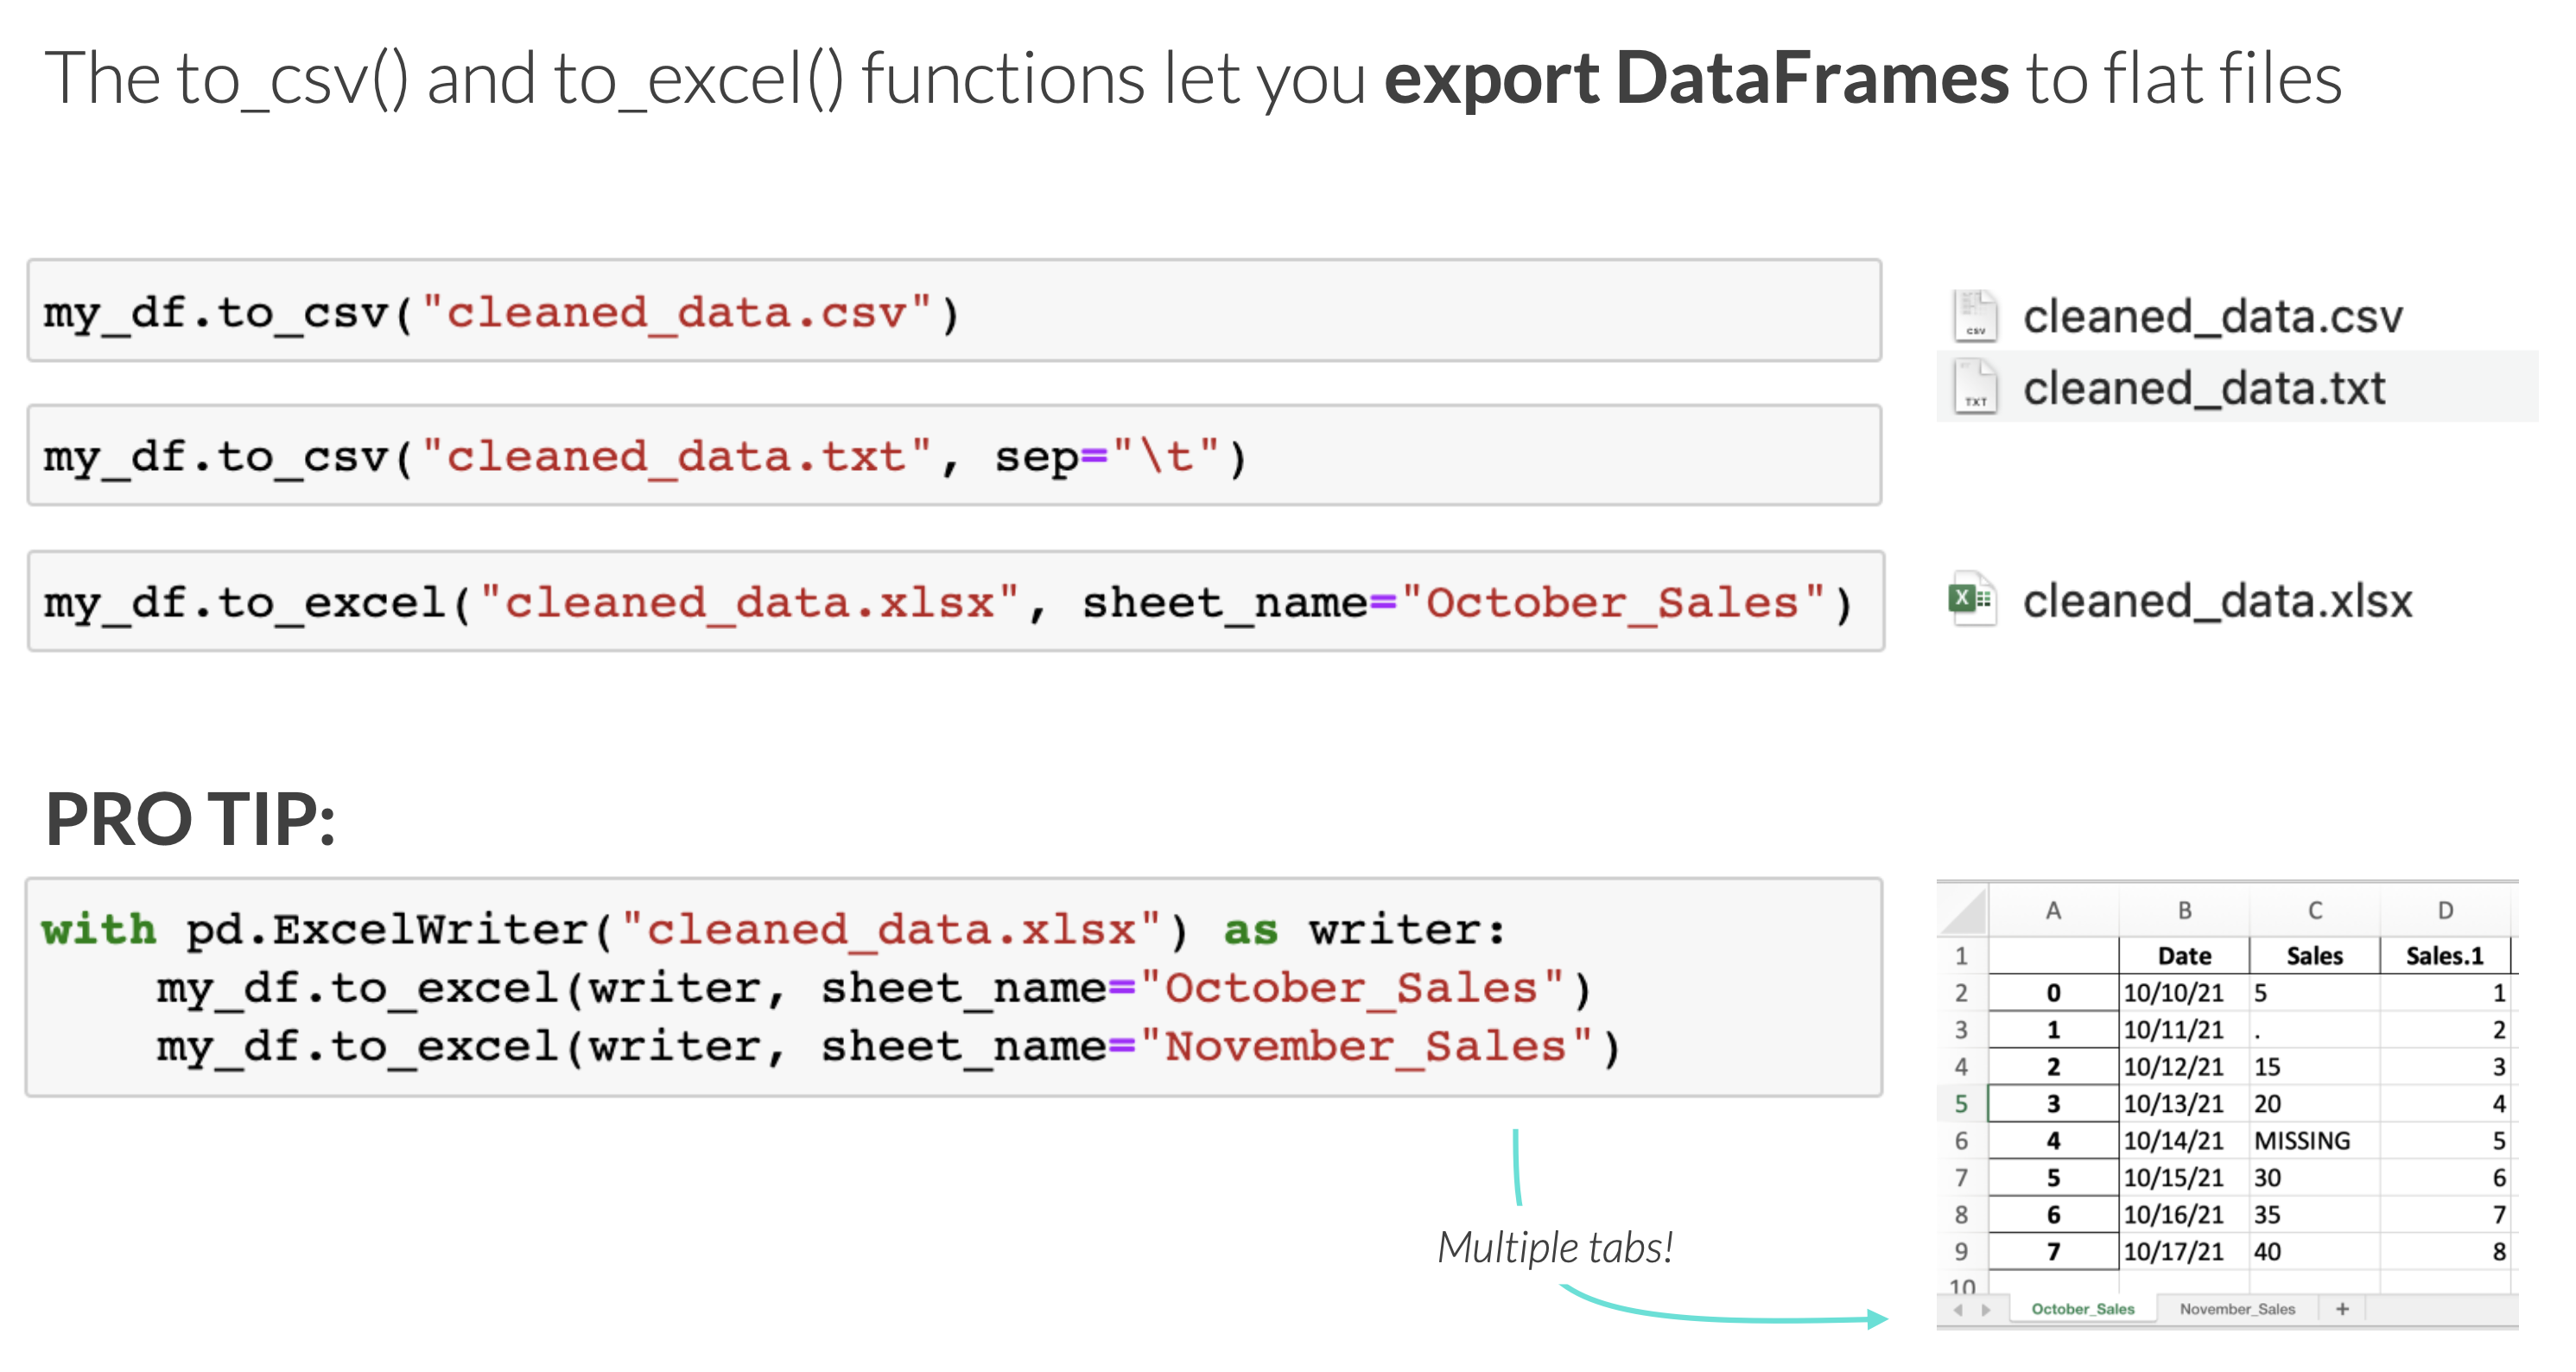 The to_csv() and to_excel() functions let you export DataFrames to flat files
my_df.to_csv("cleaned_data.csv")
cleaned_data.csv
cleaned_data.txt
my_df.to_csv("cleaned_data.txt", sep="\t")
my_df.to_excel("cleaned_data.xlsx", sheet_name="October_Sales")
cleaned_data.xlsx
PRO TIP:
with pd.ExcelWriter("cleaned_data.xlsx") as writer:
    my_df.to_excel(writer, sheet_name="October_Sales")
    my_df.to_excel(writer, sheet_name="November_Sales")
Multiple tabs!
A B C D
1 Date Sales Sales.1
2 0 10/10/21 5 1
3 1 10/11/21 . 2
4 2 10/12/21 15 3
5 3 10/13/21 20 4
6 4 10/14/21 MISSING 5
7 5 10/15/21 30 6
8 6 10/16/21 35 7
9 7 10/17/21 40 8
10
October_Sales November_Sales +
CSV
TXT
X